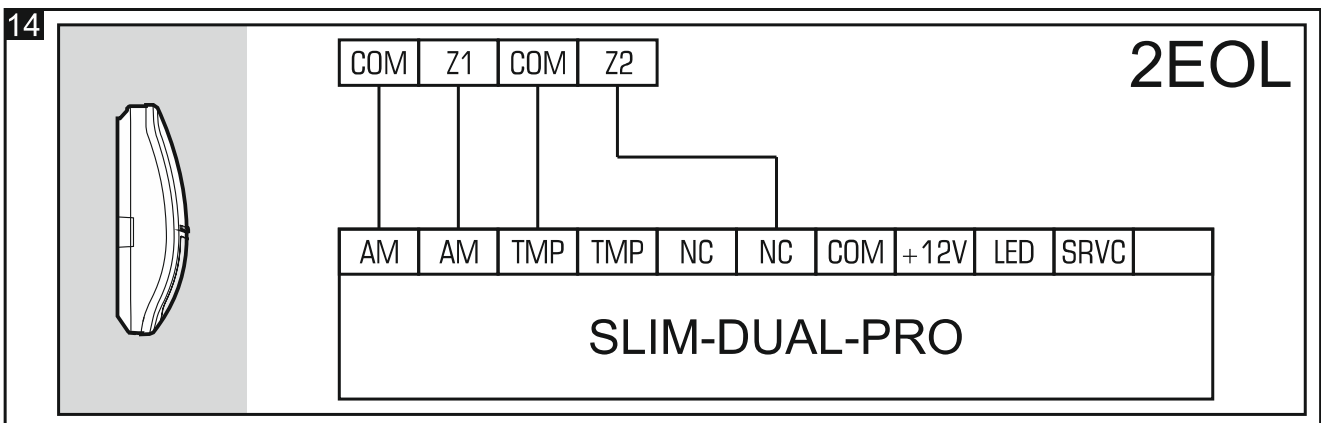 14
COM Z1 COM Z2
2EOL
AM AM TMP TMP NC NC COM +12V LED SRVC
SLIM-DUAL-PRO